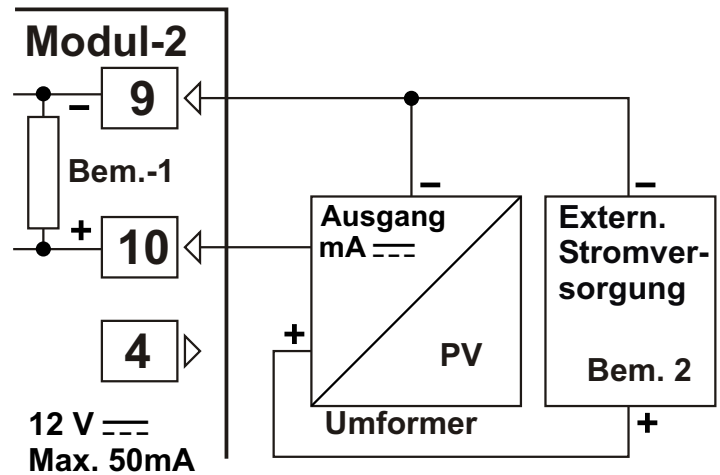 Modul-2
− 9
Bem.-1
+ 10
4
12 V
Max. 50mA
−
Ausgang
mA
+
PV
Umformer
−
Extern.
Stromver-
sorgung
Bem. 2
+